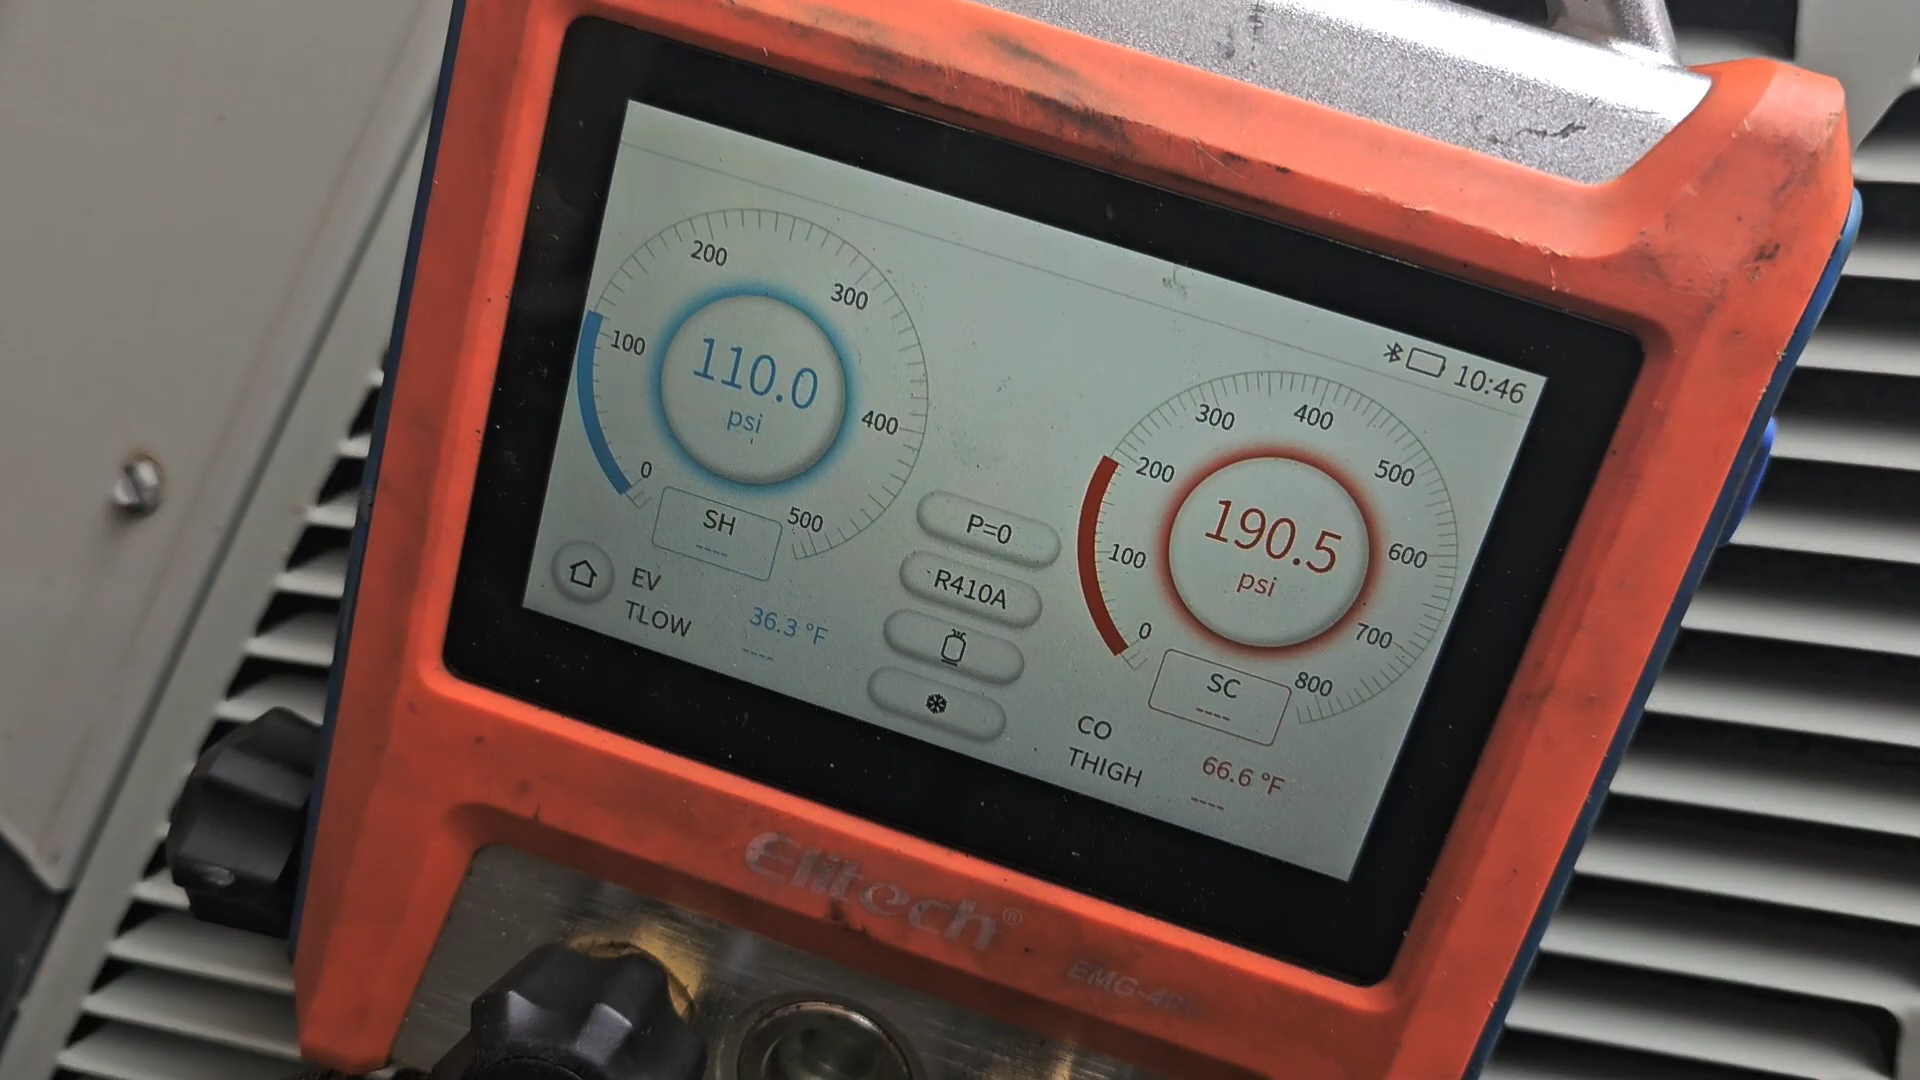 10:46
200
300
100
400
0
500
110.0
psi
SH
----
EV
36.3 °F
TLOW
----
P=0
R410A
300
400
200
500
100
600
0
700
800
190.5
psi
SC
----
CO
66.6 °F
THIGH
----
Elitech®